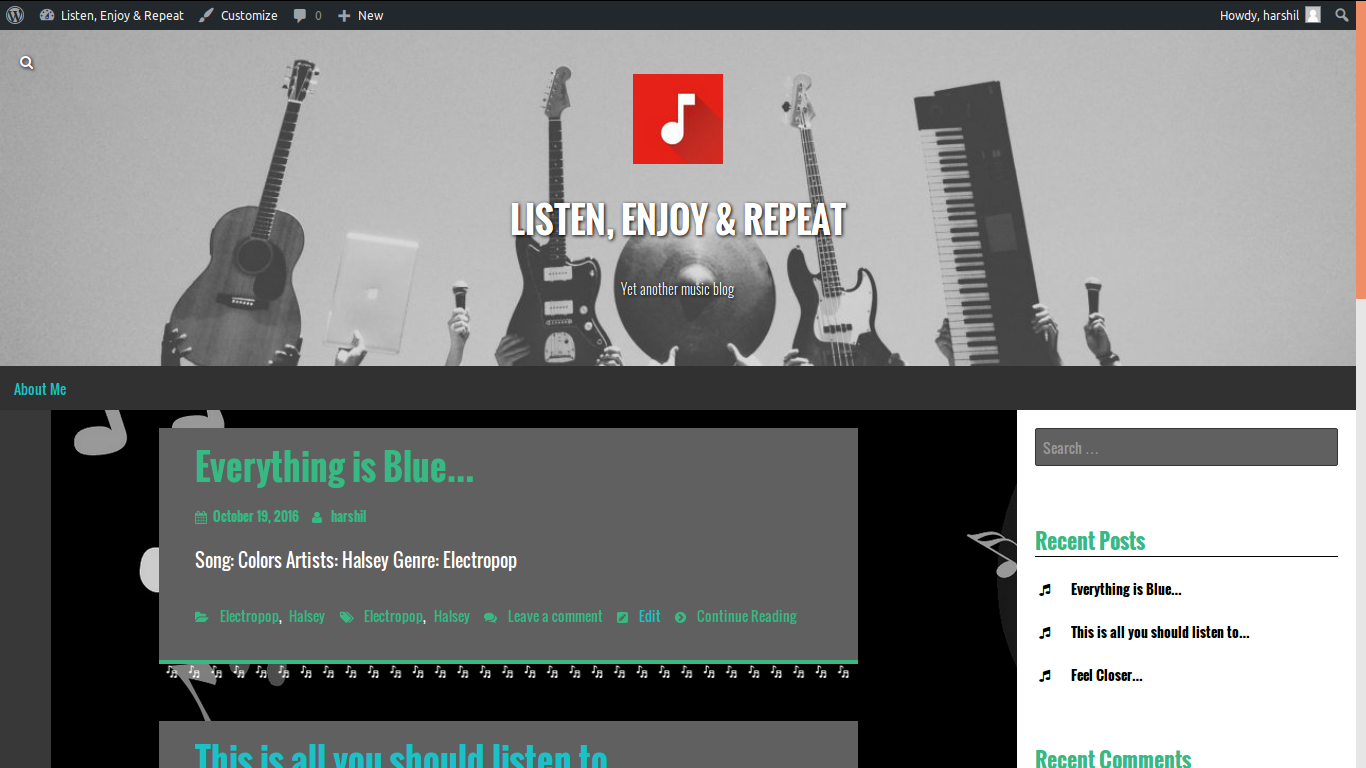 Listen, Enjoy & Repeat Customize 0 New Howdy, harshil
LISTEN, ENJOY & REPEAT
Yet another music blog
About Me
Everything is Blue...
October 19, 2016 harshil
Song: Colors Artists: Halsey Genre: Electropop
Electropop, Halsey Electropop, Halsey Leave a comment Edit Continue Reading
This is all you should listen to
Search ...
Recent Posts
Everything is Blue...
This is all you should listen to...
Feel Closer...
Recent Comments